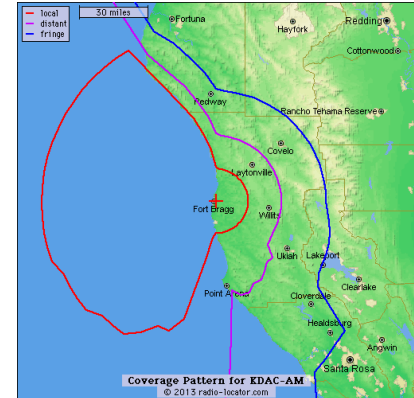 local
distant
fringe
30 miles
Fortuna
Hayfork
Redding
Cottonwood
Redway
Rancho Tehama Reserve
Covelo
Laytonville
Fort Bragg
Willits
Ukiah
Lakeport
Point Arena
Clearlake
Cloverdale
Healdsburg
Angwin
Santa Rosa
Coverage Pattern for KDAC-AM
© 2013 radio-locator.com